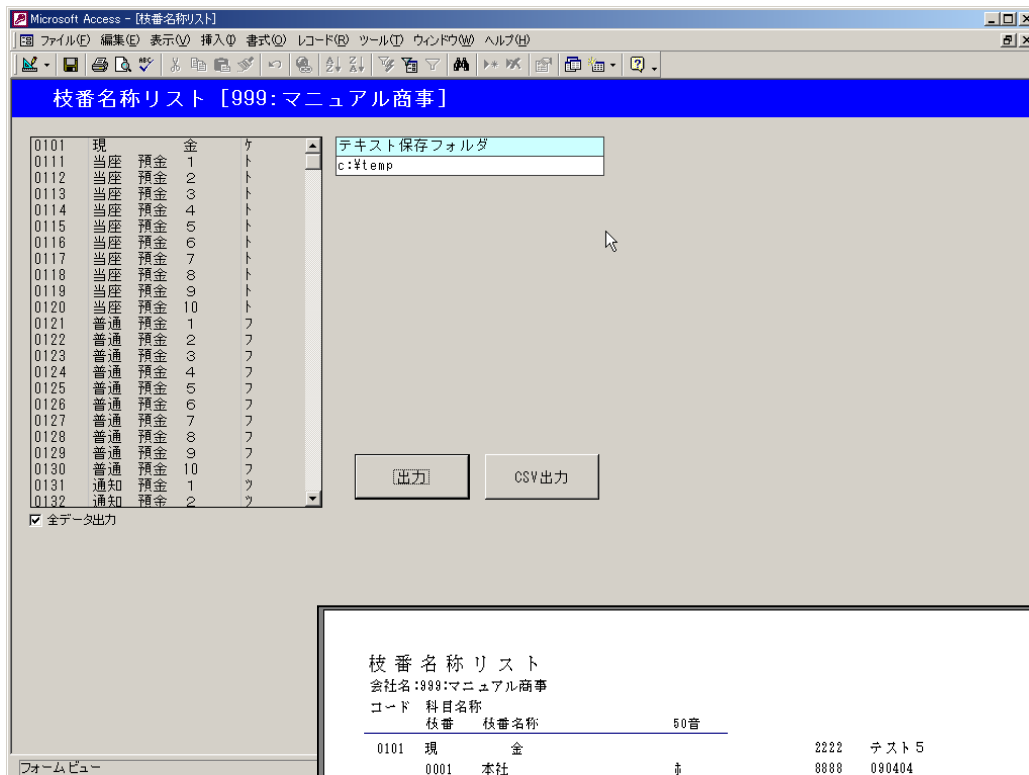 Microsoft Access - [枝番名称リスト]
ファイル(F) 編集(E) 表示(V) 挿入(I) 書式(O) レコード(R) ツール(T) ウィンドウ(W) ヘルプ(H)
枝番名称リスト [999:マニュアル商事]
0101 現 金 ｹ
0111 当座 預金 1 ﾄ
0112 当座 預金 2 ﾄ
0113 当座 預金 3 ﾄ
0114 当座 預金 4 ﾄ
0115 当座 預金 5 ﾄ
0116 当座 預金 6 ﾄ
0117 当座 預金 7 ﾄ
0118 当座 預金 8 ﾄ
0119 当座 預金 9 ﾄ
0120 当座 預金 10 ﾄ
0121 普通 預金 1 ﾌ
0122 普通 預金 2 ﾌ
0123 普通 預金 3 ﾌ
0124 普通 預金 4 ﾌ
0125 普通 預金 5 ﾌ
0126 普通 預金 6 ﾌ
0127 普通 預金 7 ﾌ
0128 普通 預金 8 ﾌ
0129 普通 預金 9 ﾌ
0130 普通 預金 10 ﾌ
0131 通知 預金 1 ﾂ
0132 通知 預金 2 ﾂ
全データ出力
テキスト保存フォルダ
c:¥temp
出力 CSV出力
枝番名称リスト
会社名:999:マニュアル商事
コード 科目名称
枝番 枝番名称 50音
0101 現 金 2222 テスト5
0001 本社 ﾎ 8888 090404
フォーム ビュー